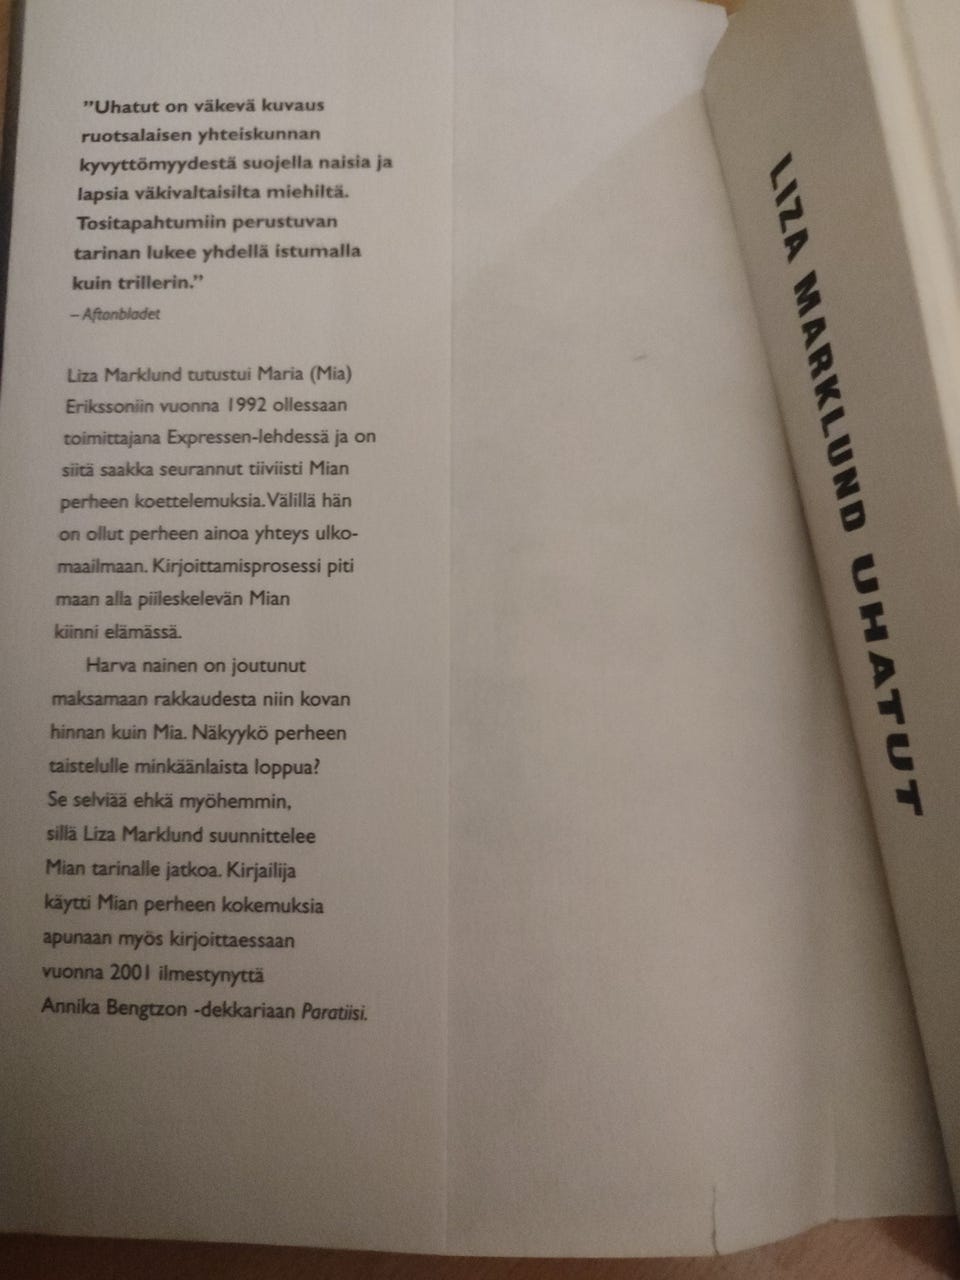 ”Uhatut on väkevä kuvaus
ruotsalaisen yhteiskunnan
kyvyttömyydestä suojella naisia ja
lapsia väkivaltaisilta miehiltä.
Tositapahtumiin perustuvan
tarinan lukee yhdellä istumalla
kuin trillerin.”
– Aftonbladet
Liza Marklund tutustui Maria (Mia)
Erikssoniin vuonna 1992 ollessaan
toimittajana Expressen-lehdessä ja on
siitä saakka seurannut tiiviisti Mian
perheen koettelemuksia. Välillä hän
on ollut perheen ainoa yhteys ulko-
maailmaan. Kirjoittamisprosessi piti
maan alla piileskelevän Mian
kiinni elämässä.
Harva nainen on joutunut
maksamaan rakkaudesta niin kovan
hinnan kuin Mia. Näkyykö perheen
taistelulle minkäänlaista loppua?
Se selviää ehkä myöhemmin,
sillä Liza Marklund suunnittelee
Mian tarinalle jatkoa. Kirjailija
käytti Mian perheen kokemuksia
apunaan myös kirjoittaessaan
vuonna 2001 ilmestynyttä
Annika Bengtzon -dekkariaan Paratiisi.
LIZA MARKLUND UHATUT